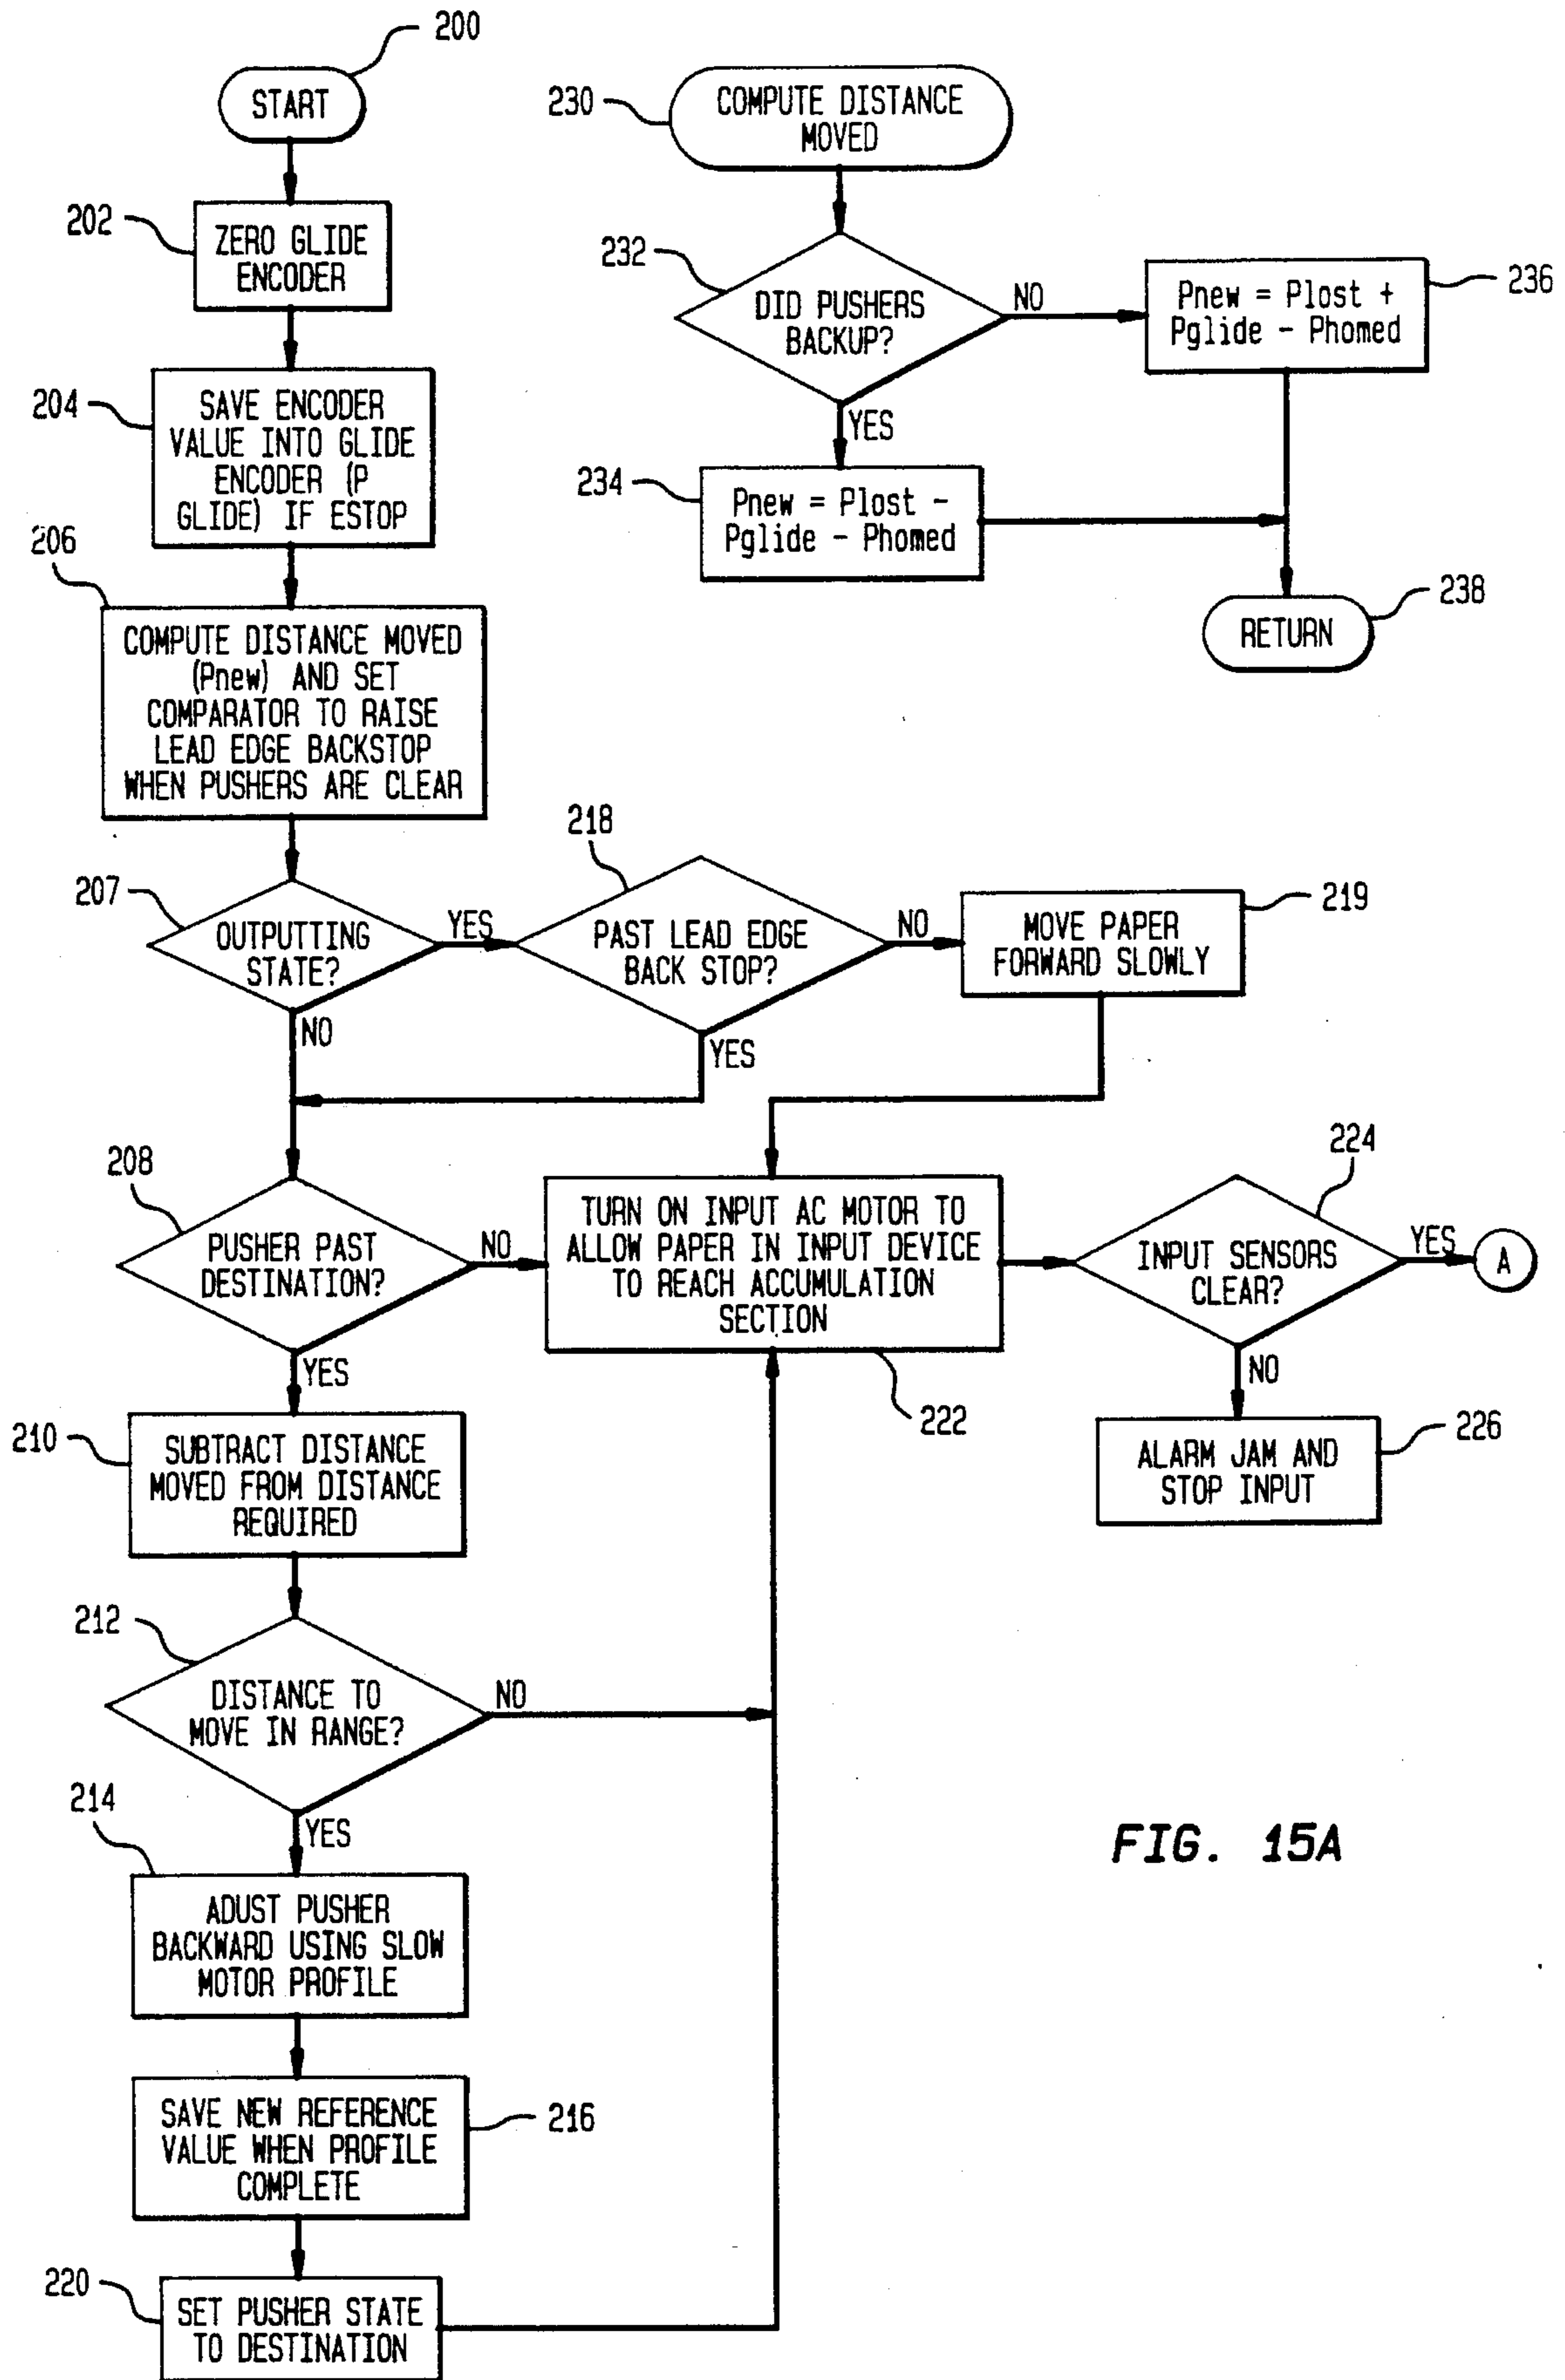 200
START
202
ZERO GLIDE
ENCODER
204
SAVE ENCODER
VALUE INTO GLIDE
ENCODER (P
GLIDE) IF ESTOP
206
COMPUTE DISTANCE MOVED
(Pnew) AND SET
COMPARATOR TO RAISE
LEAD EDGE BACKSTOP
WHEN PUSHERS ARE CLEAR
207
OUTPUTTING
STATE?
YES
NO
218
PAST LEAD EDGE
BACK STOP?
NO
YES
219
MOVE PAPER
FORWARD SLOWLY
208
PUSHER PAST
DESTINATION?
NO
YES
TURN ON INPUT AC MOTOR TO
ALLOW PAPER IN INPUT DEVICE
TO REACH ACCUMULATION
SECTION
222
224
INPUT SENSORS
CLEAR?
YES
A
NO
ALARM JAM AND
STOP INPUT
226
210
SUBTRACT DISTANCE
MOVED FROM DISTANCE
REQUIRED
212
DISTANCE TO
MOVE IN RANGE?
NO
YES
214
ADUST PUSHER
BACKWARD USING SLOW
MOTOR PROFILE
SAVE NEW REFERENCE
VALUE WHEN PROFILE
COMPLETE
216
220
SET PUSHER STATE
TO DESTINATION
230
COMPUTE DISTANCE
MOVED
232
DID PUSHERS
BACKUP?
NO
YES
Pnew = Plost +
Pglide - Phomed
236
234
Pnew = Plost -
Pglide - Phomed
RETURN
238
FIG. 15A